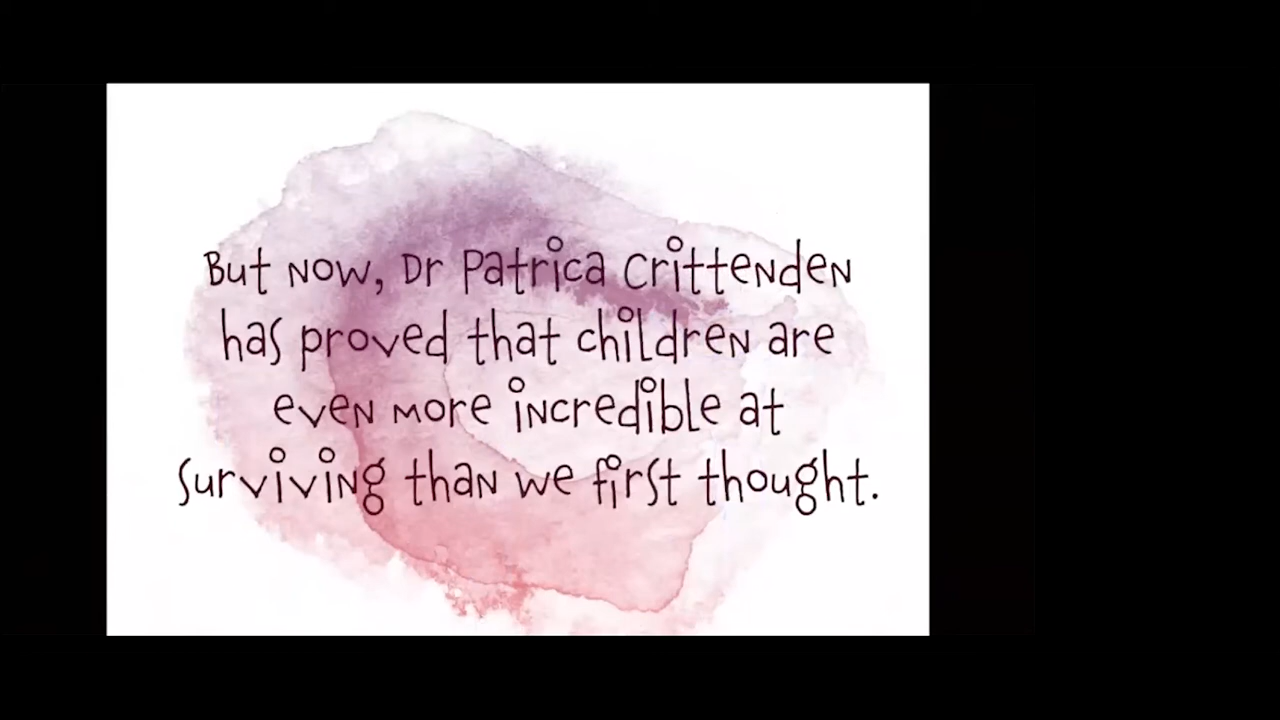 But now, Dr Patrica Crittenden
has proved that children are
even more incredible at
surviving than we first thought.